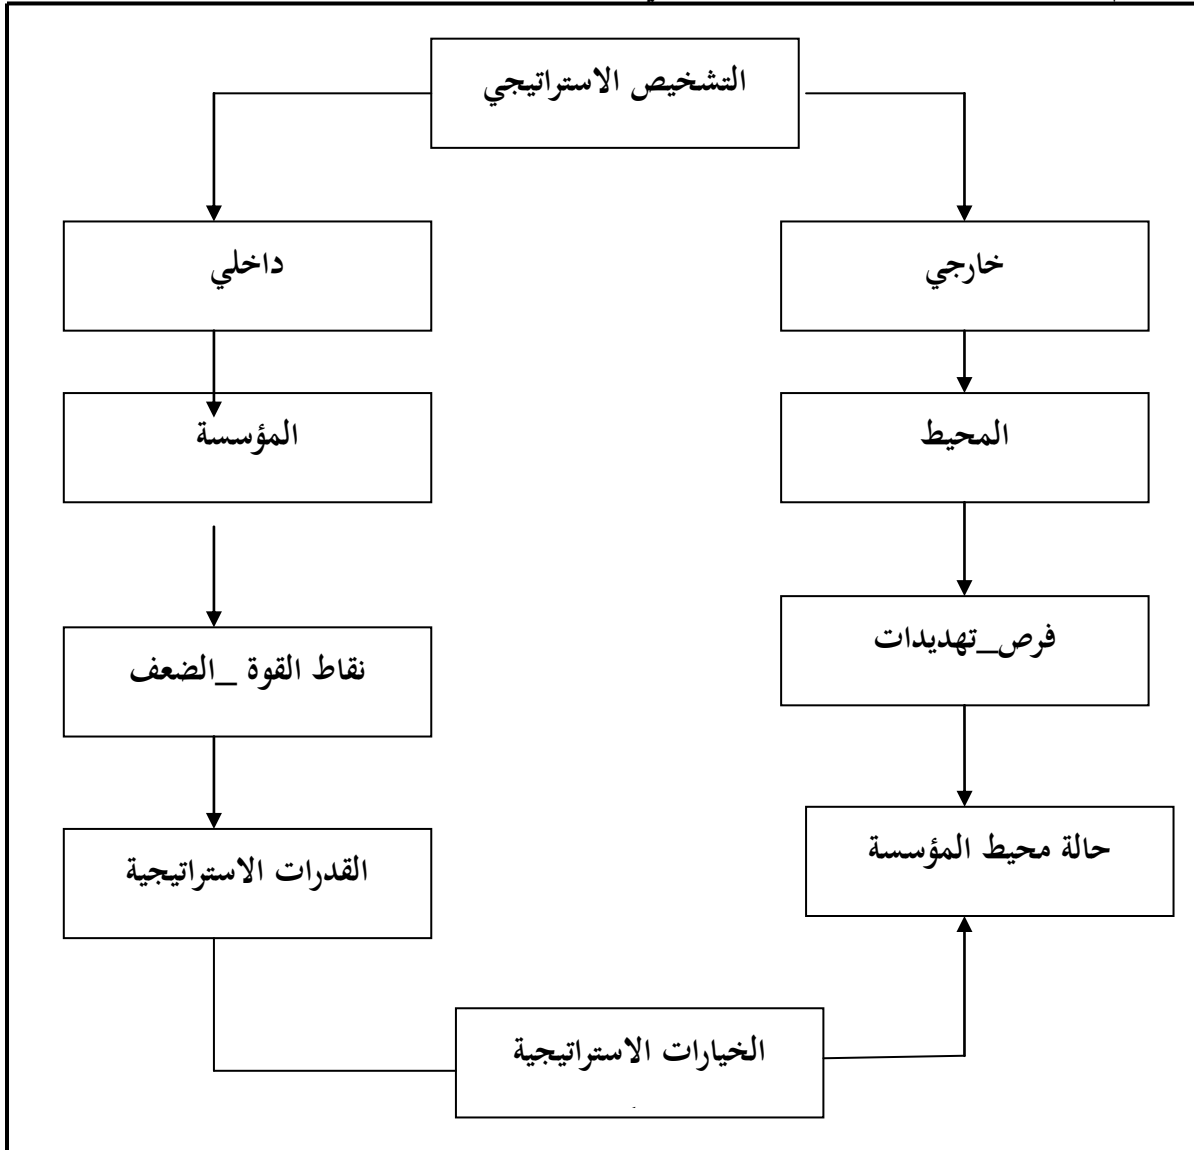 التشخيص الاستراتيجي
خارجي
داخلي
المحيط
المؤسسة
فرص_تهديدات
نقاط القوة _الضعف
حالة محيط المؤسسة
القدرات الاستراتيجية
الخيارات الاستراتيجية